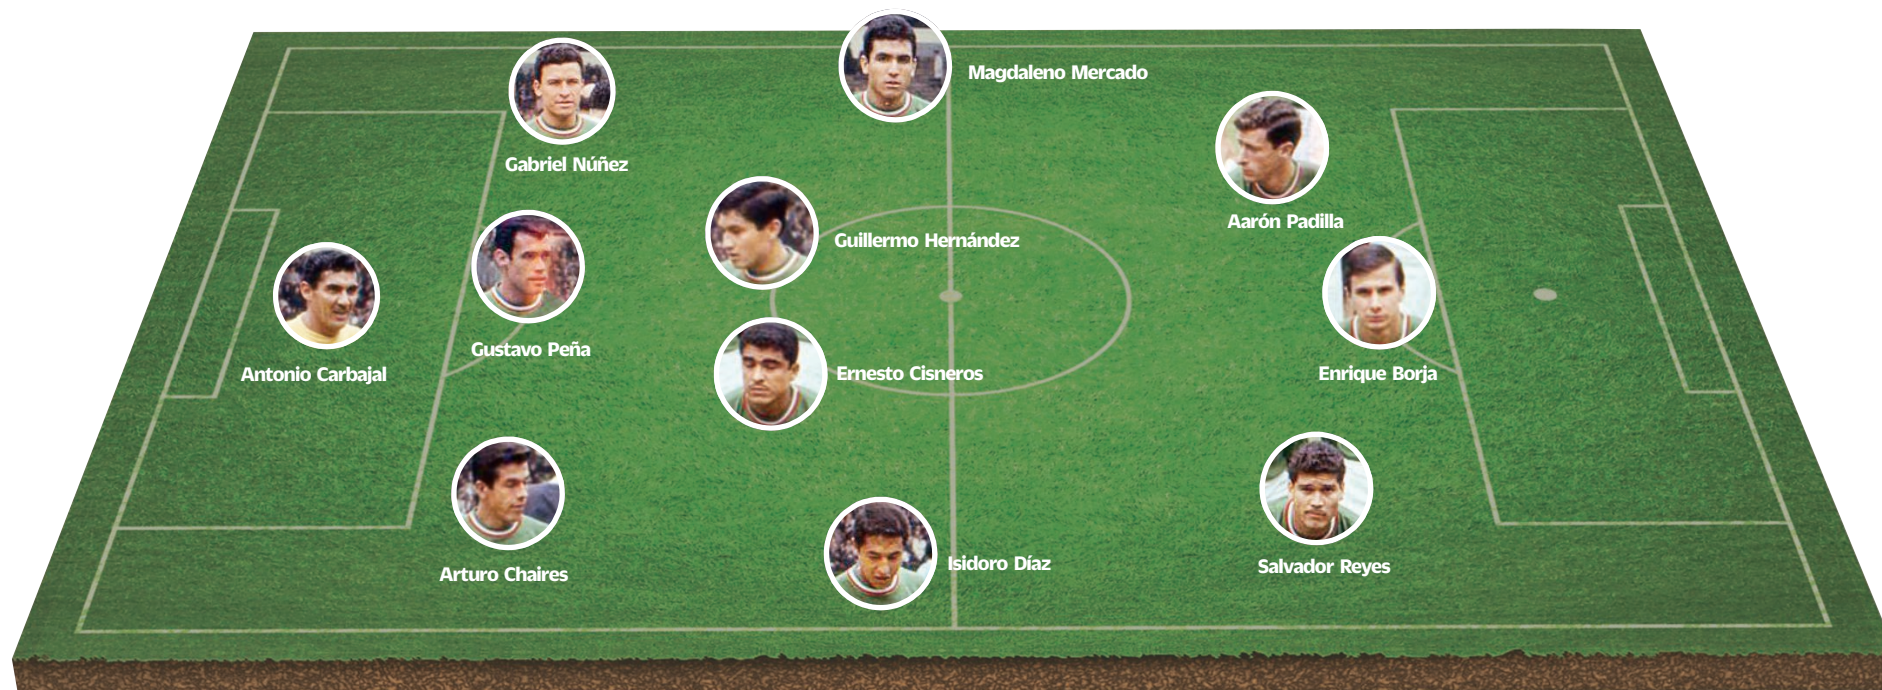 Magdaleno Mercado
Gabriel Núñez
Aarón Padilla
Guillermo Hernández
Gustavo Peña
Antonio Carbajal
Ernesto Cisneros
Enrique Borja
Arturo Chaires
Isidoro Díaz
Salvador Reyes